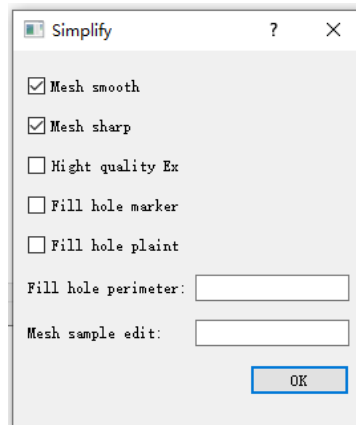 Simplify
Mesh smooth
Mesh sharp
Hight quality Ex
Fill hole marker
Fill hole plaint
Fill hole perimeter:
Mesh sample edit:
OK